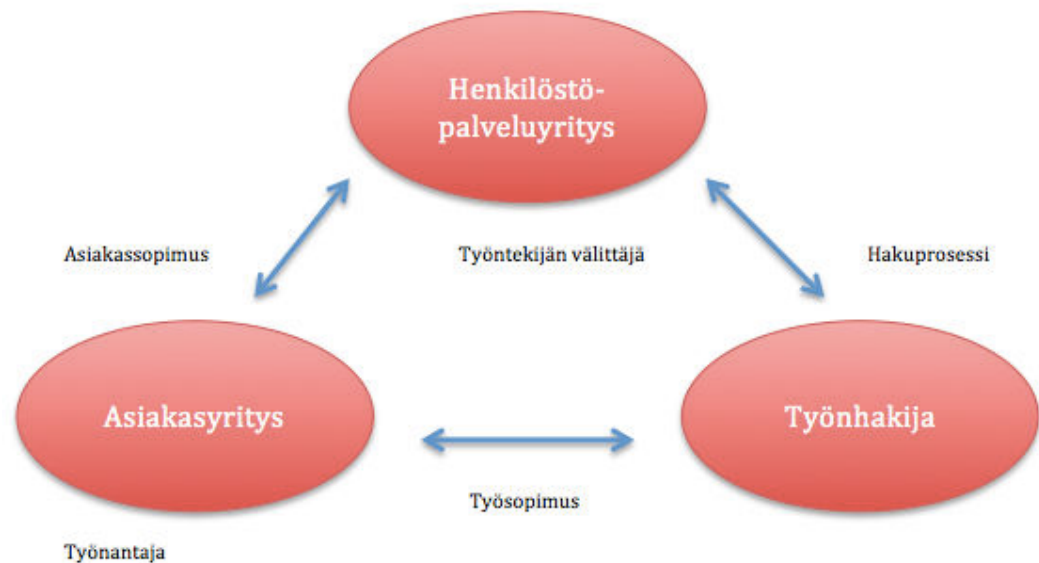 Henkilöstö-
palveluyritys
Asiakassopimus
Työntekijän välittäjä
Hakuprosessi
Asiakasyritys
Työnhakija
Työsopimus
Työnantaja